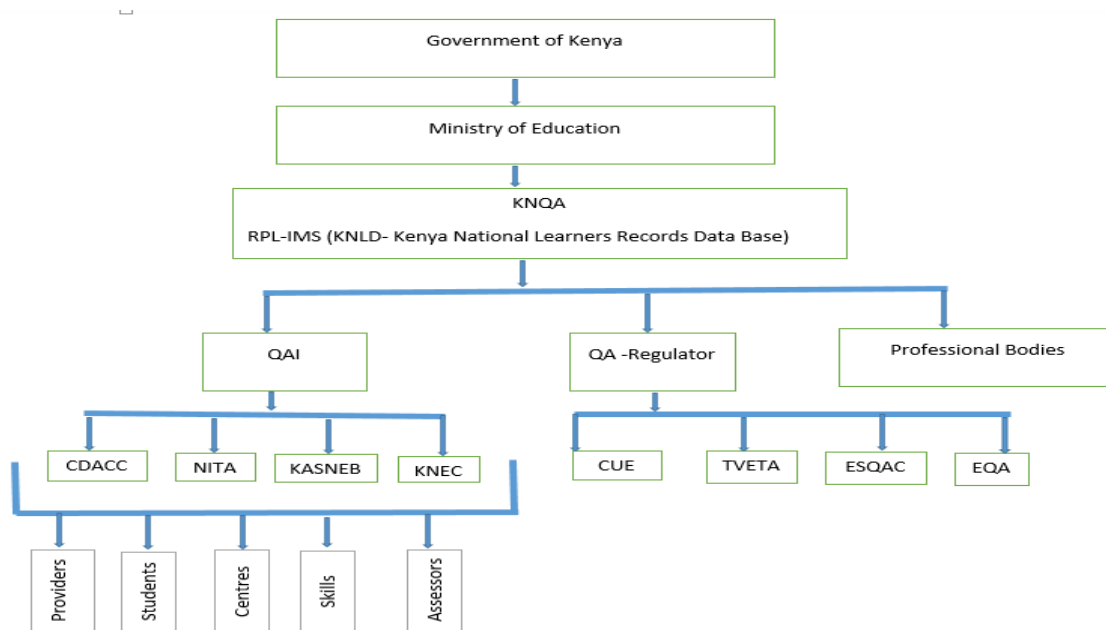 Government of Kenya
Ministry of Education
KNQA
RPL-IMS (KNLD- Kenya National Learners Records Data Base)
QAI
QA -Regulator
Professional Bodies
CDACC
NITA
KASNEB
KNEC
CUE
TVETA
ESQAC
EQA
Providers
Students
Centres
Skills
Assessors